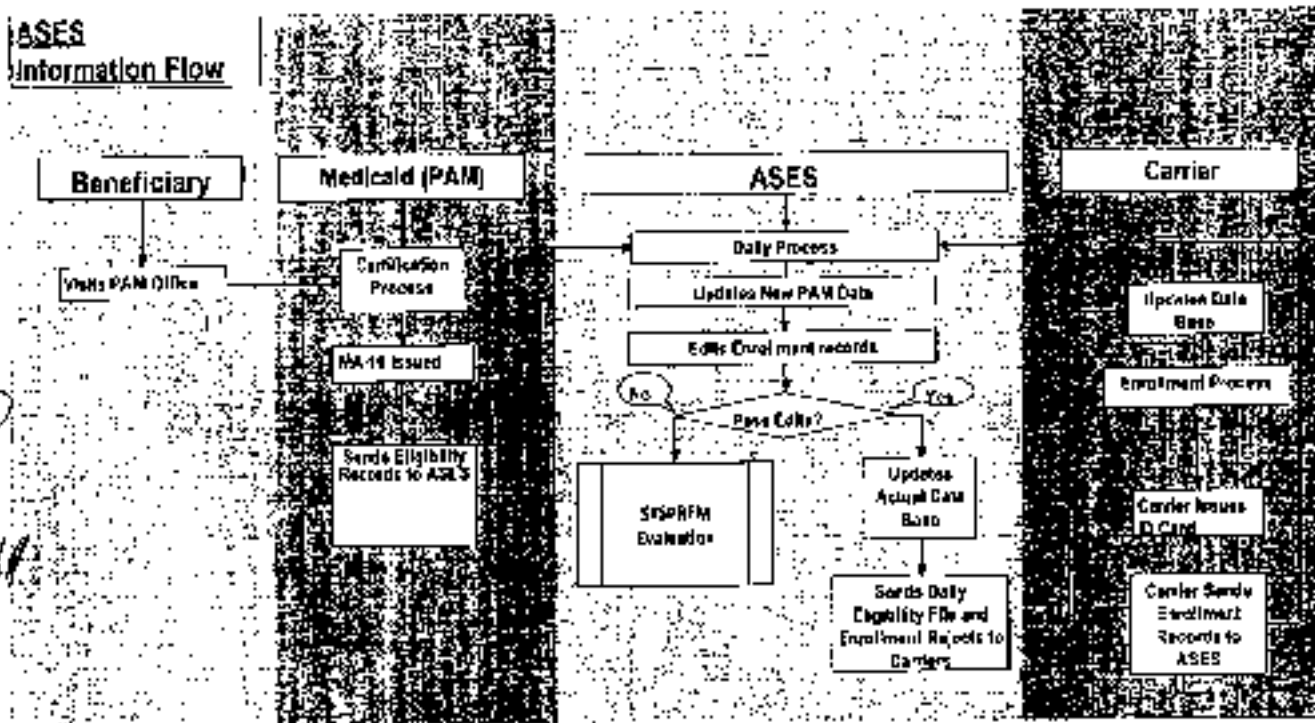 ASES
Information Flow
Beneficiary
Medicaid (PAM)
ASES
Carrier
Visits PAM Office
Certification
Process
Daily Process
Updates New PAM Data
Updates Data
Base
MA-10 Issued
Edits Enrollment records
Enrollment Process
No
Yes
Pass Edits?
Sends Eligibility
Records to ASES
Evaluation
Updates
Actual Data
Base
Carrier Issues
ID Card
Sends Daily
Eligibility File and
Enrollment Rejects to
Carriers
Carrier Sends
Enrollment
Records to
ASES